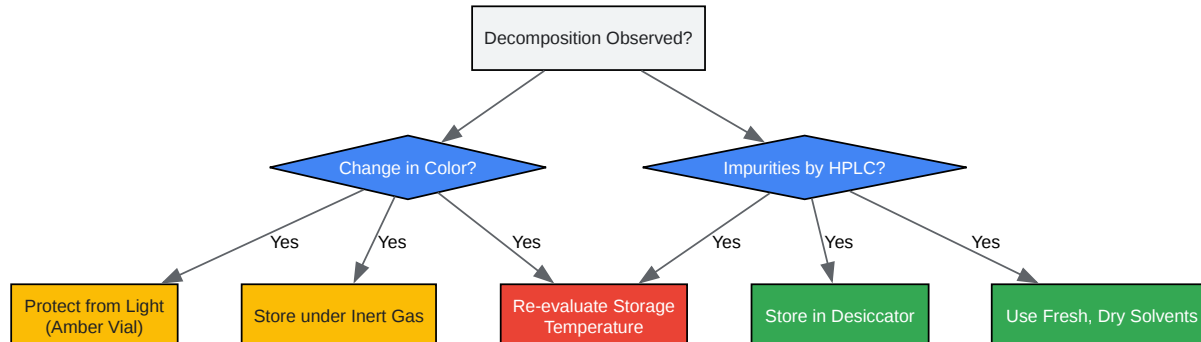 Decomposition Observed?
Change in Color?
Impurities by HPLC?
Yes
Yes
Yes
Yes
Yes
Yes
Protect from Light
(Amber Vial)
Store under Inert Gas
Re-evaluate Storage
Temperature
Store in Desiccator
Use Fresh, Dry Solvents